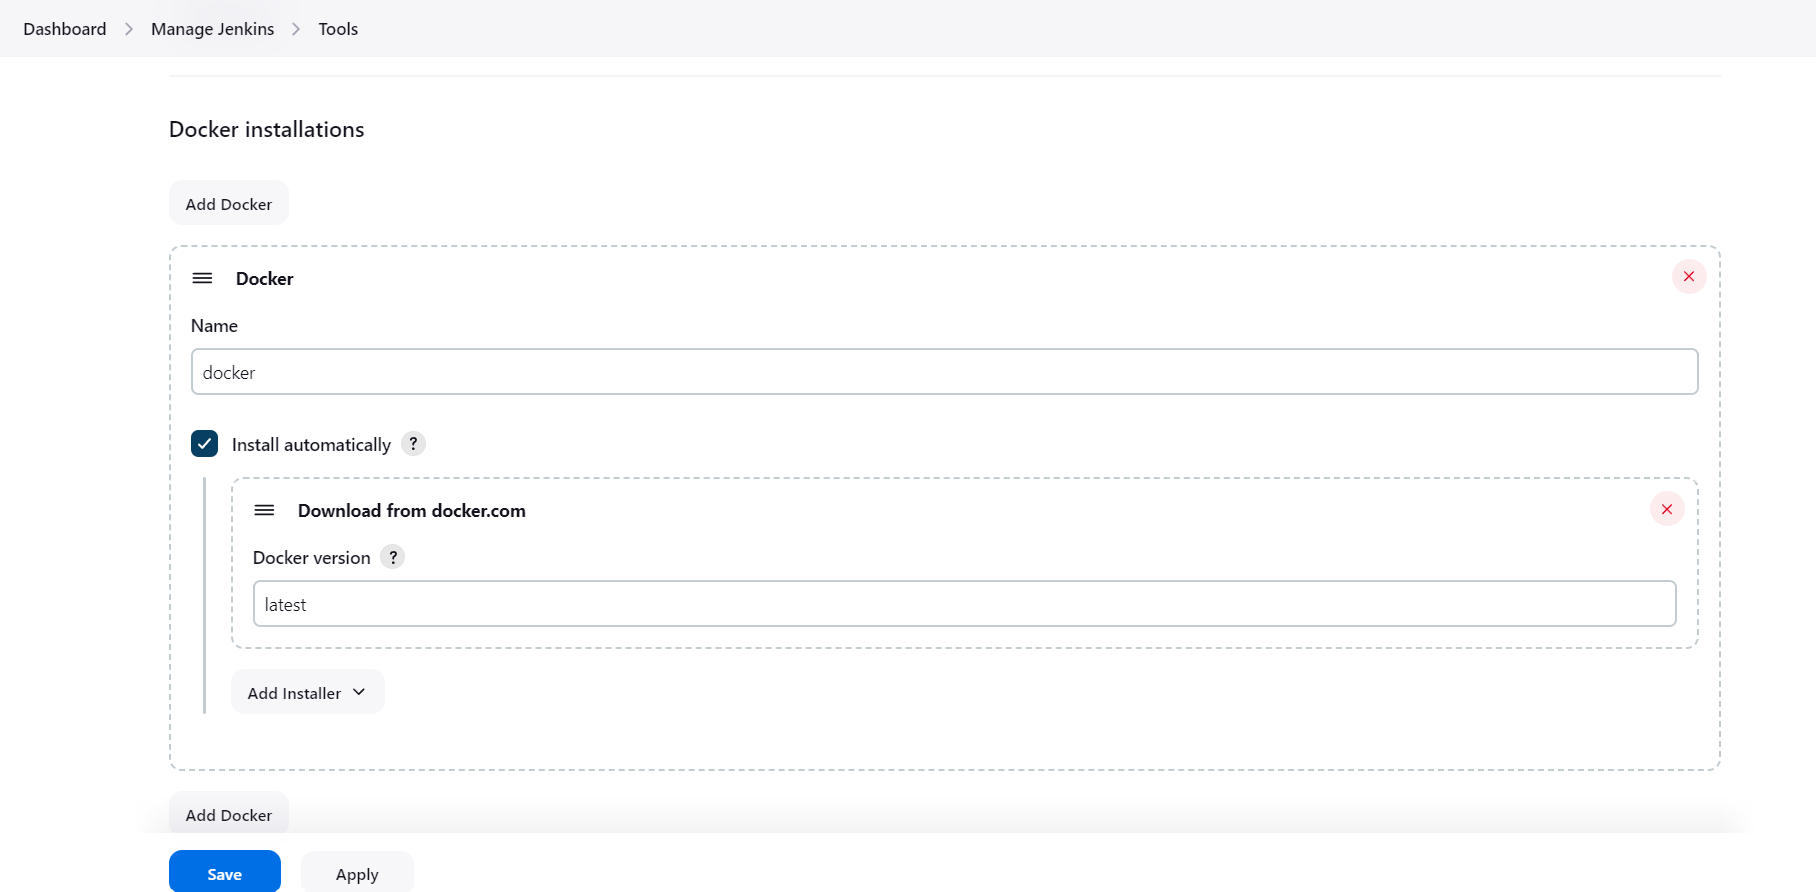 Dashboard > Manage Jenkins > Tools
Docker installations
Add Docker
Docker
Name
docker
Install automatically ?
Download from docker.com
Docker version ?
latest
Add Installer
Add Docker
Save Apply